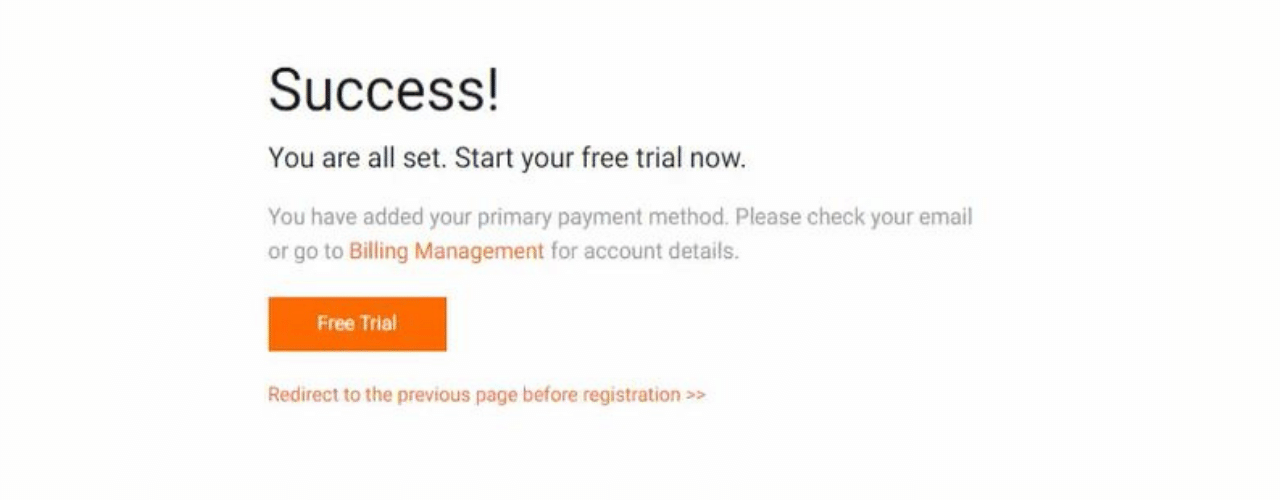 Success!
You are all set. Start your free trial now.
You have added your primary payment method. Please check your email
or go to Billing Management for account details.
Free Trial
Redirect to the previous page before registration >>